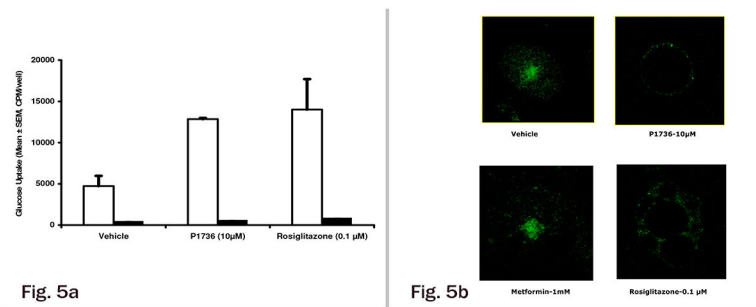 Glucose Uptake (Mean ± SEM, CPM/well)
20000
15000
10000
5000
0
Vehicle
P1736 (10µM)
Rosiglitazone (0.1 µM)
Fig. 5a
Vehicle
P1736-10µM
Metformin-1mM
Rosiglitazone-0.1 µM
Fig. 5b